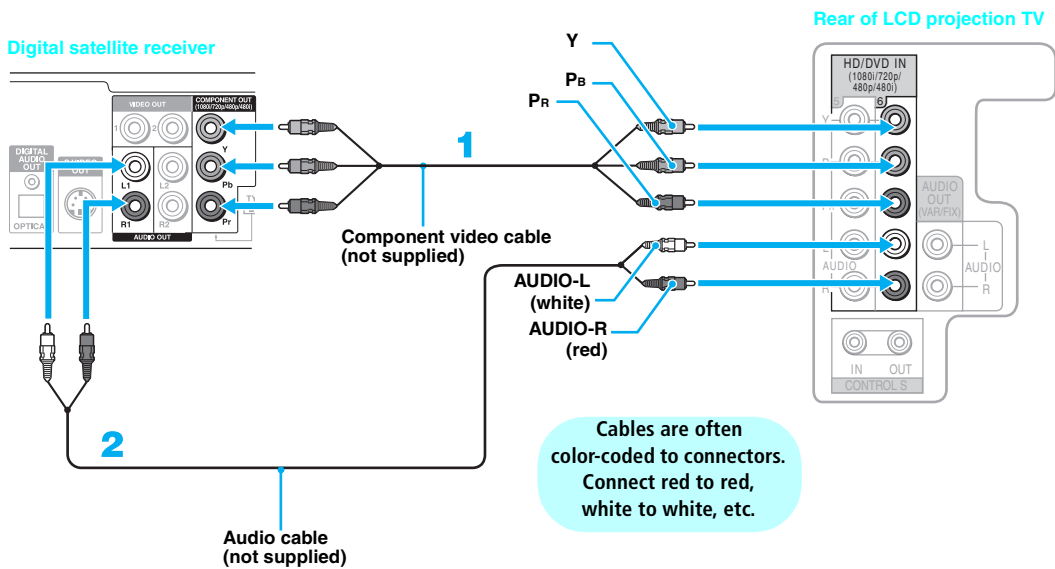 Rear of LCD projection TV
Digital satellite receiver
Y
PB
PR
HD/DVD IN
(1080i/720p/
480p/480i)
5 6
VIDEO OUT
COMPONENT OUT
(1080i/720p/480p/480i)
1 2
Y
DIGITAL
AUDIO
OUT
OUT
L1 L2
Pb
OPTICAL
R1 R2
Pr
AUDIO OUT
1
Y
AUDIO
OUT
(VAR/FIX)
L
AUDIO
R
L
AUDIO
R
Component video cable
(not supplied)
AUDIO-L
(white)
AUDIO-R
(red)
IN OUT
CONTROL S
2
Cables are often
color-coded to connectors.
Connect red to red,
white to white, etc.
Audio cable
(not supplied)